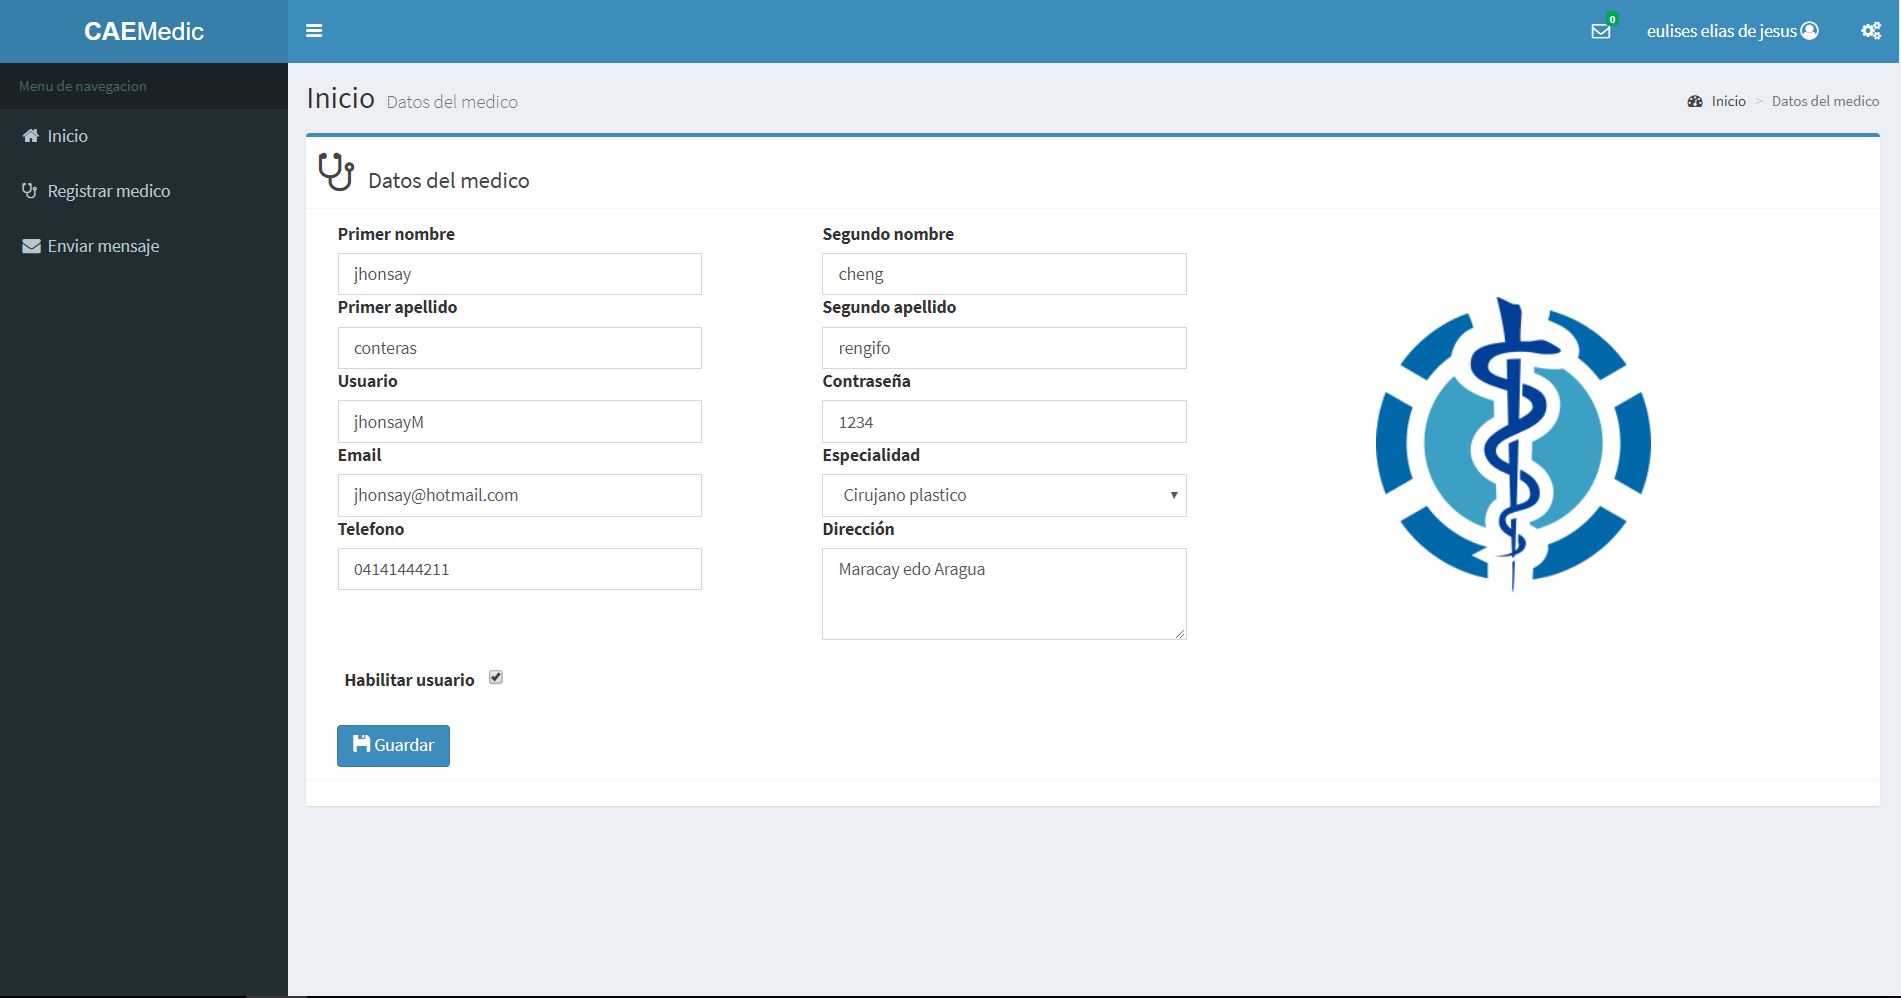 CAEMedic
0
eulises elias de jesus
Menu de navegacion
Inicio
Registrar medico
Enviar mensaje
Inicio Datos del medico
Inicio > Datos del medico
Datos del medico
Primer nombre
jhonsay
Segundo nombre
cheng
Primer apellido
conteras
Segundo apellido
rengifo
Usuario
jhonsayM
Contraseña
1234
Email
jhonsay@hotmail.com
Especialidad
Cirujano plastico
Telefono
04141444211
Dirección
Maracay edo Aragua
Habilitar usuario
Guardar